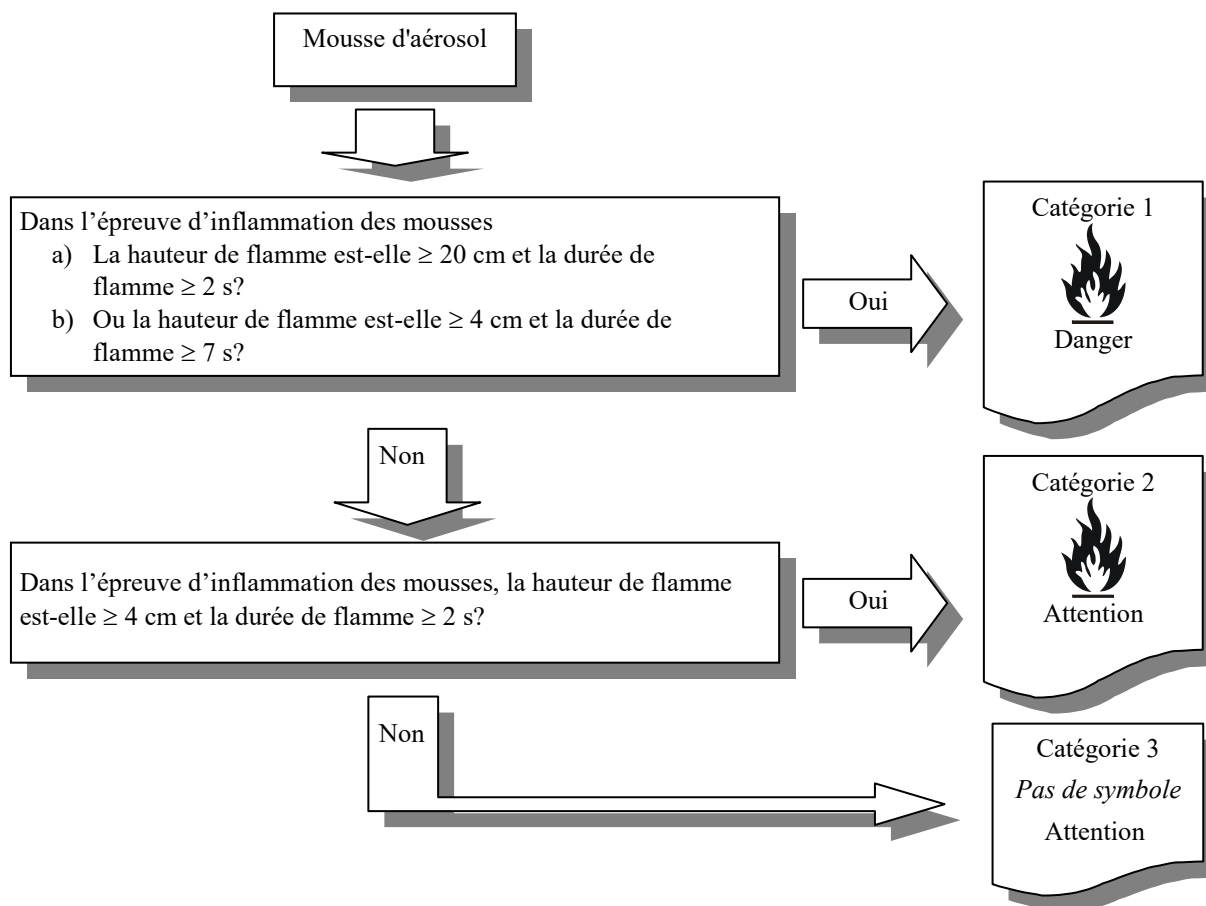 Mousse d'aérosol
Dans l’épreuve d’inflammation des mousses
a) La hauteur de flamme est-elle ≥ 20 cm et la durée de
flamme ≥ 2 s?
b) Ou la hauteur de flamme est-elle ≥ 4 cm et la durée de
flamme ≥ 7 s?
Oui
Catégorie 1
Danger
Non
Dans l’épreuve d’inflammation des mousses, la hauteur de flamme
est-elle ≥ 4 cm et la durée de flamme ≥ 2 s?
Oui
Catégorie 2
Attention
Non
Catégorie 3
Pas de symbole
Attention